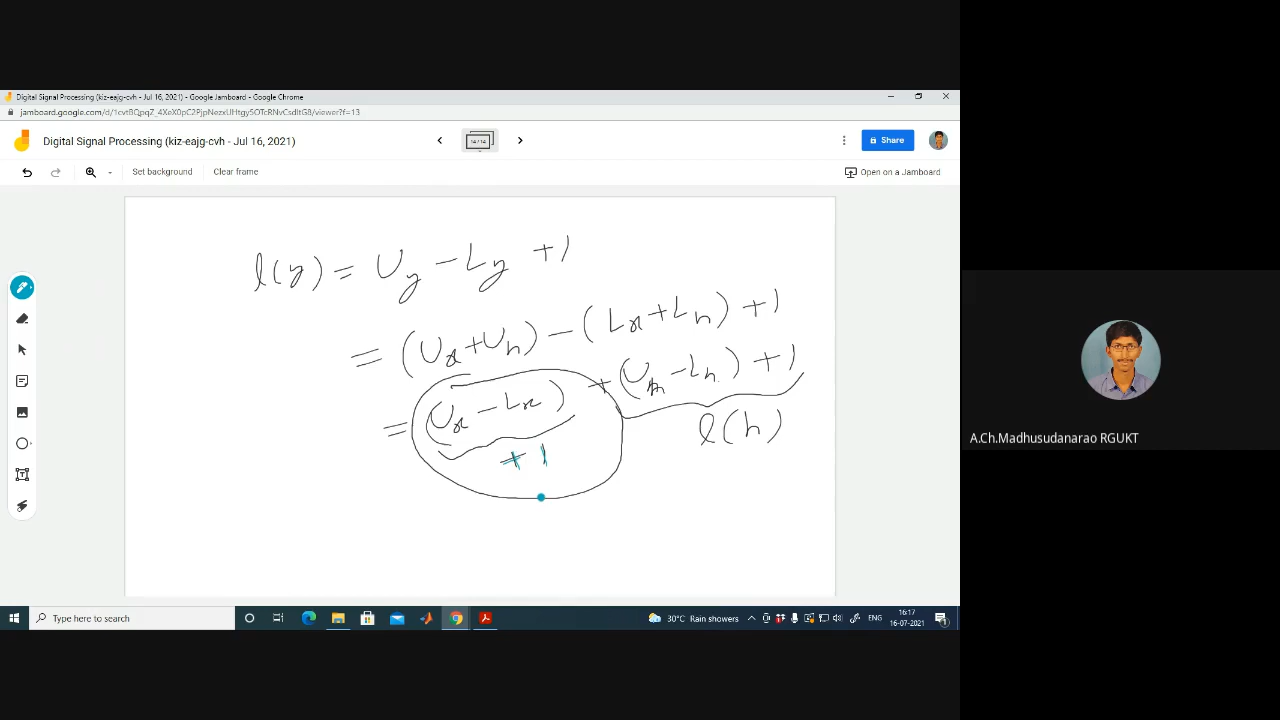 Digital Signal Processing (kiz-eajg-cvh - Jul 16, 2021) - Google Jamboard - Google Chrome
Digital Signal Processing (kiz-eajg-cvh - Jul 16, 2021)
14 / 14
Share
Set background
Clear frame
Open on a Jamboard
l(y) = Uy - Ly + 1
= (Ux + Uh) - (Lx + Lh) + 1
= (Ux - Lx) + (Uh - Lh) + 1
+ 1
l(h)
A.Ch.Madhusudanarao RGUKT
Type here to search
30°C Rain showers
ENG
16:17
16-07-2021